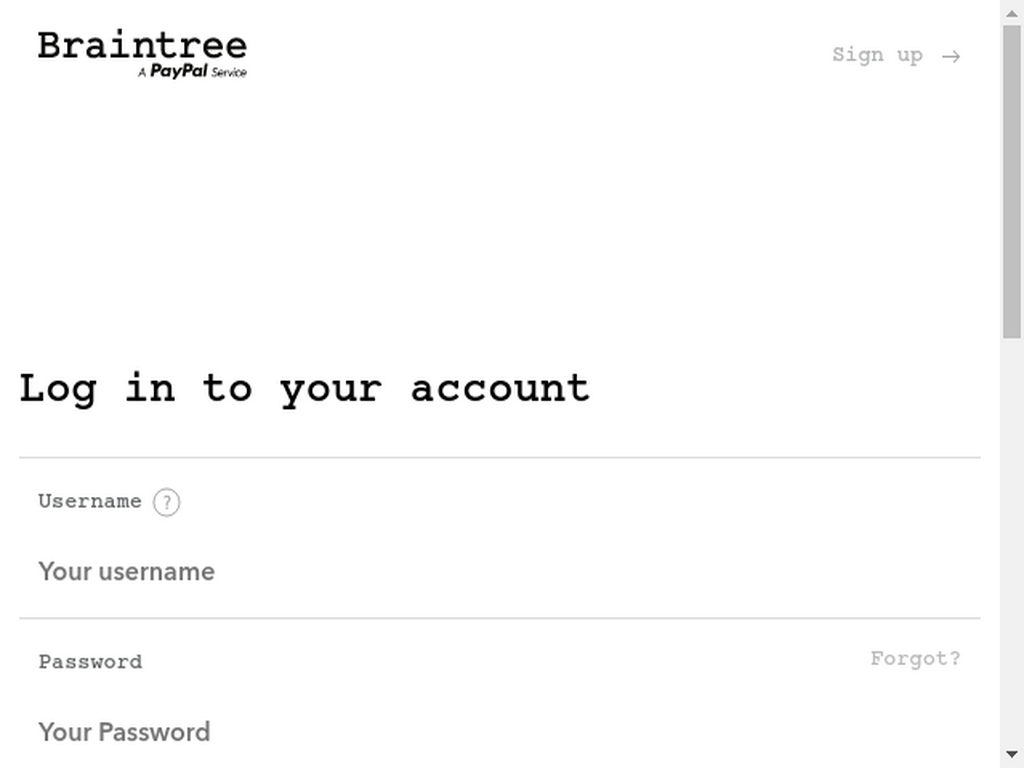 Braintree
A PayPal Service
Sign up →
Log in to your account
Username ?
Your username
Password
Forgot?
Your Password